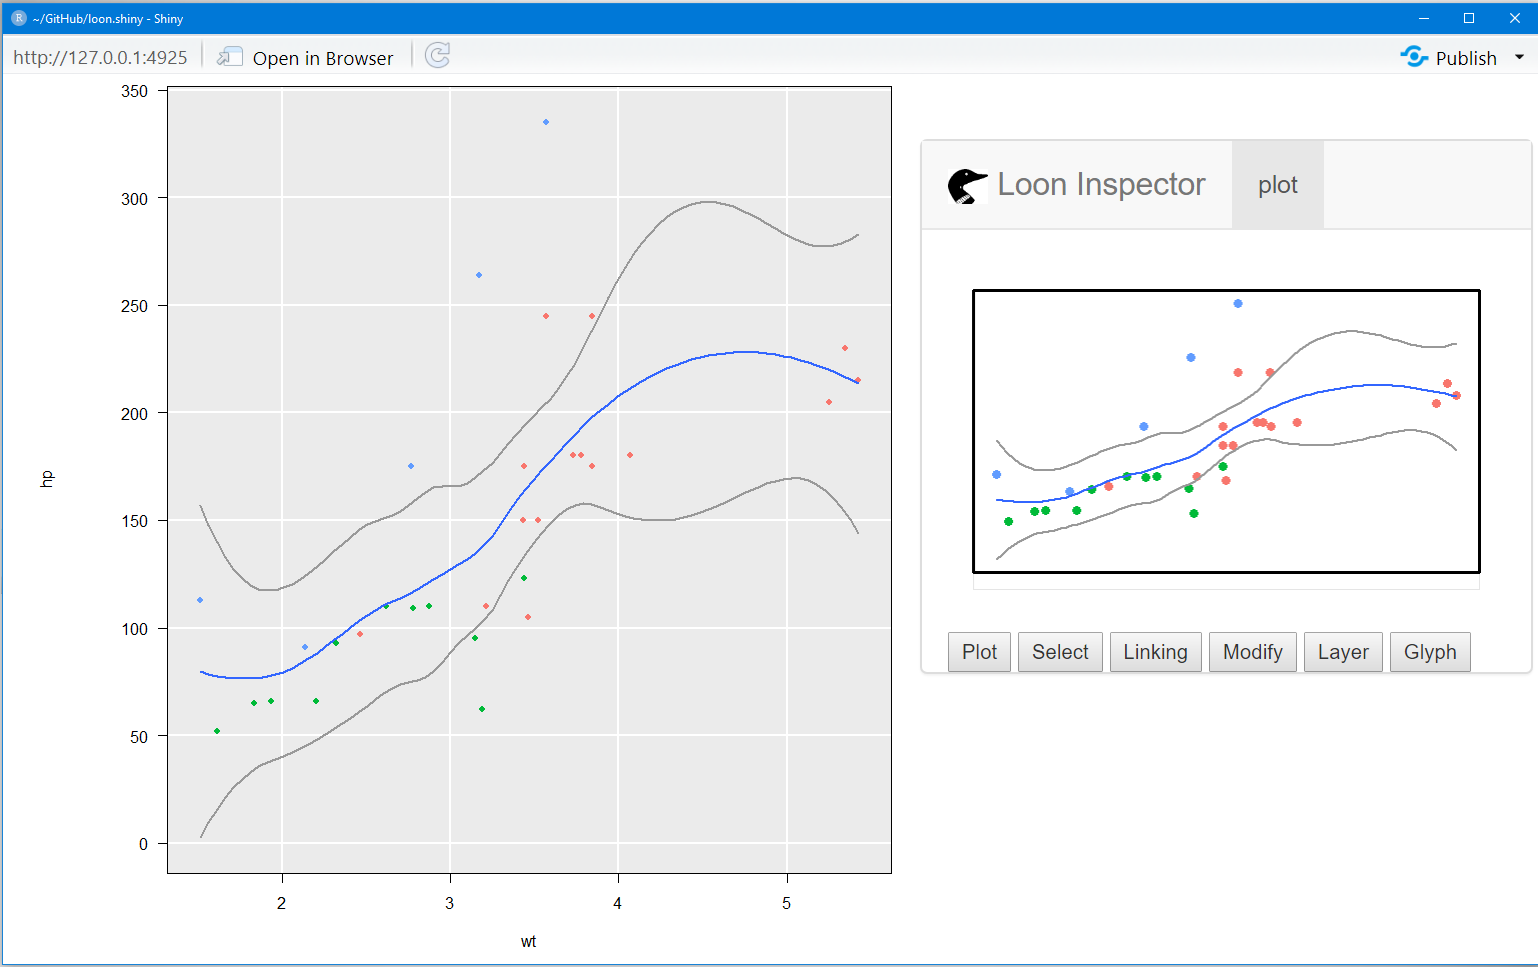 R ~/GitHub/loon.shiny - Shiny
http://127.0.0.1:4925 Open in Browser Publish
350
300
250
200
150
100
50
0
hp
2 3 4 5
wt
Loon Inspector plot
Plot Select Linking Modify Layer Glyph